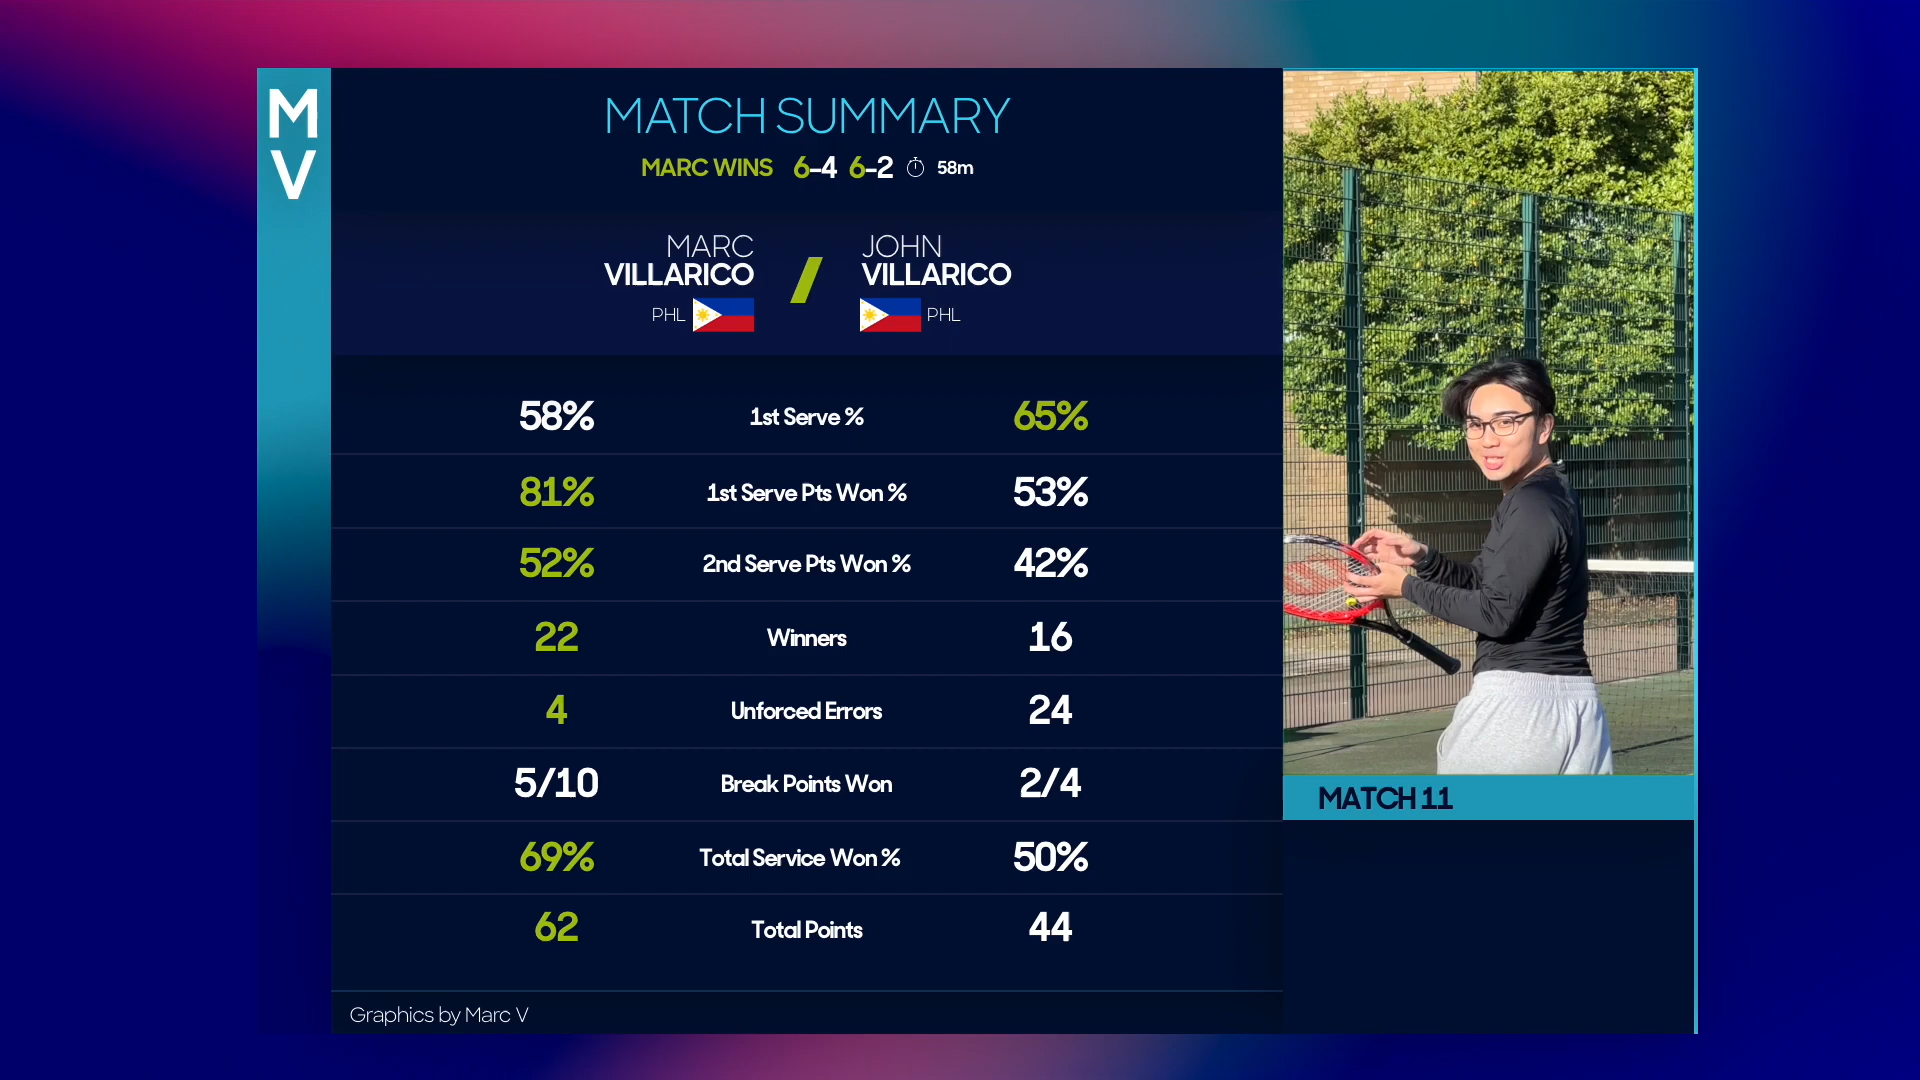 M
V
MATCH SUMMARY
MARC WINS 6-4 6-2 58m
MARC
VILLARICO
PHL
JOHN
VILLARICO
PHL
58% 1st Serve % 65%
81% 1st Serve Pts Won % 53%
52% 2nd Serve Pts Won % 42%
22 Winners 16
4 Unforced Errors 24
5/10 Break Points Won 2/4
69% Total Service Won % 50%
62 Total Points 44
MATCH 11
Graphics by Marc V